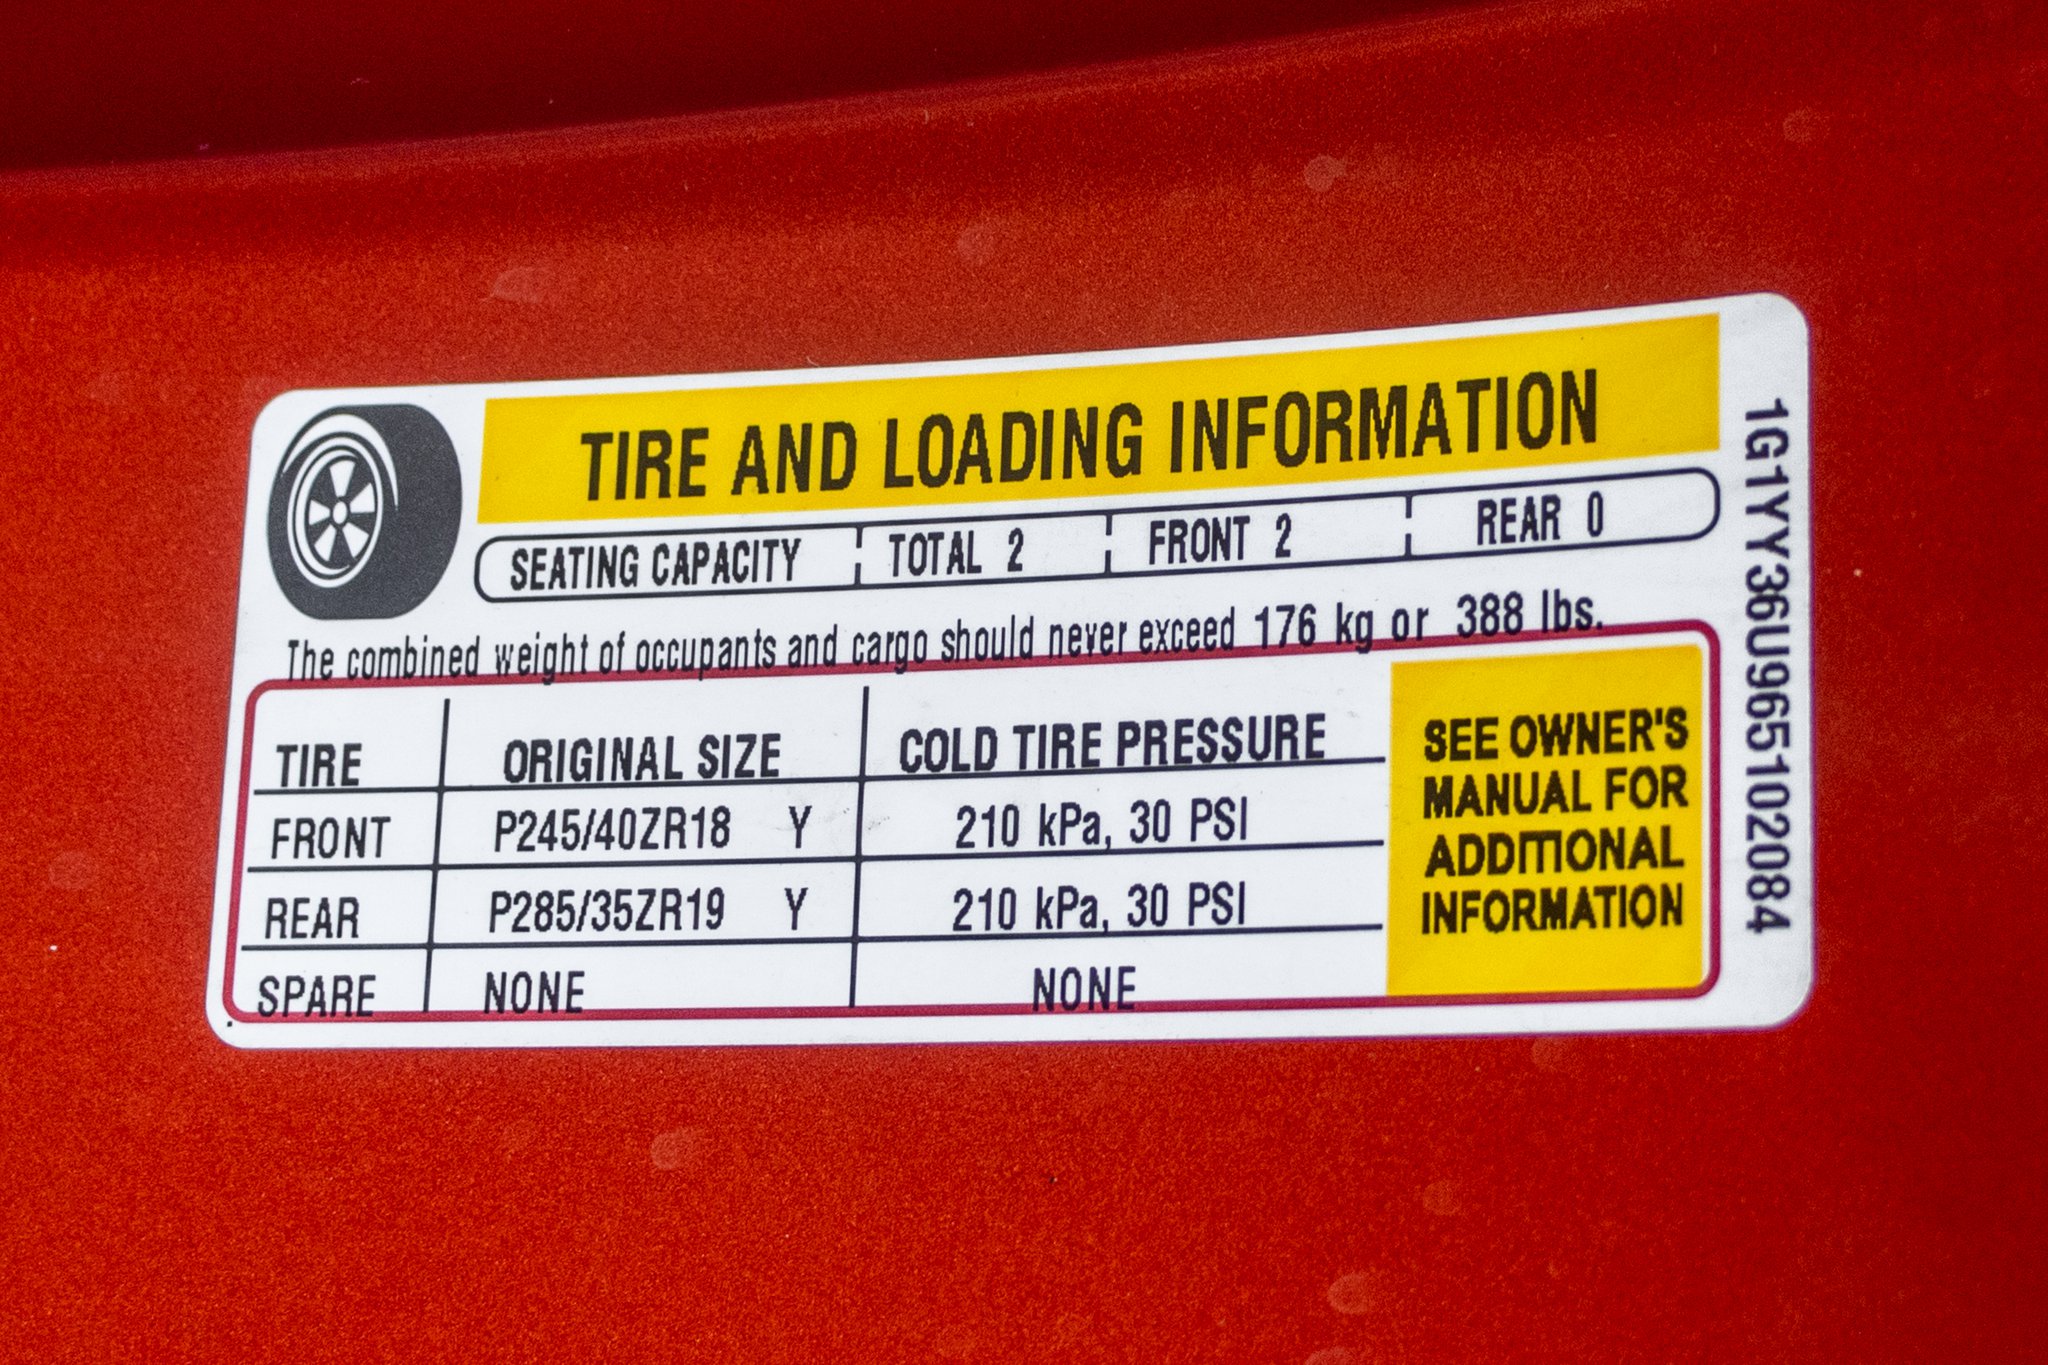 TIRE AND LOADING INFORMATION
SEATING CAPACITY TOTAL 2 FRONT 2 REAR 0
The combined weight of occupants and cargo should never exceed 176 kg or 388 lbs.
TIRE ORIGINAL SIZE COLD TIRE PRESSURE
FRONT P245/40ZR18 Y 210 kPa, 30 PSI
REAR P285/35ZR19 Y 210 kPa, 30 PSI
SPARE NONE NONE
SEE OWNER'S
MANUAL FOR
ADDITIONAL
INFORMATION
1G1YY36U965102084